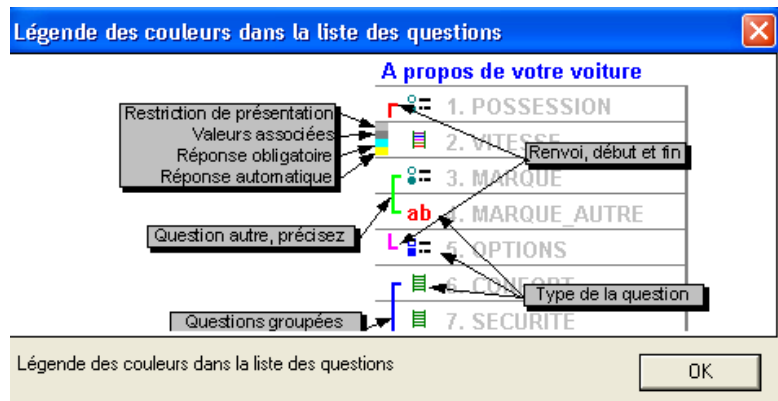 Légende des couleurs dans la liste des questions
A propos de votre voiture
Restriction de présentation
Valeurs associées
Réponse obligatoire
Réponse automatique
1. POSSESSION
2. VITESSE
Renvoi, début et fin
3. MARQUE
ab 4. MARQUE_AUTRE
Question autre, précisez
5. OPTIONS
6. CONFORT
Type de la question
Questions groupées
7. SECURITE
Légende des couleurs dans la liste des questions
OK